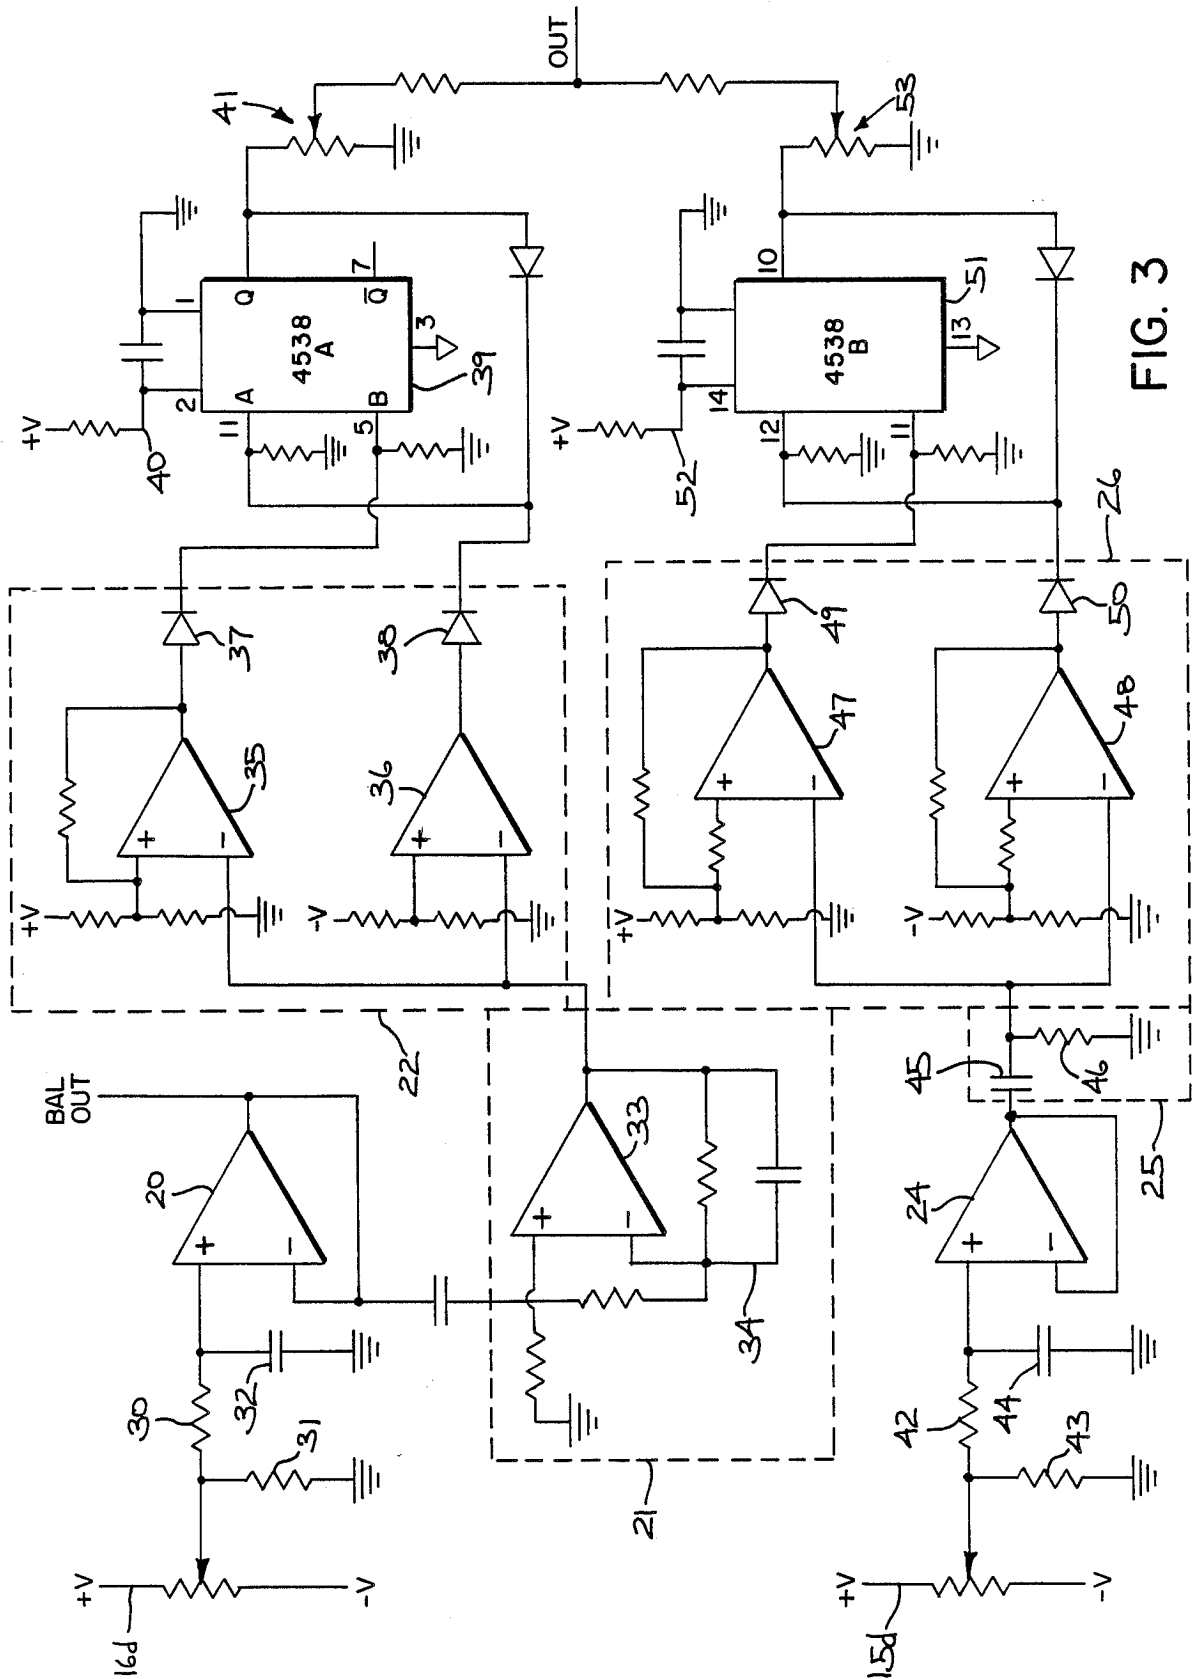 OUT
41
53
+V
1
2
40
Q
7
Q̅
4538
A
3
A
B
11
5
39
+V
52
14
10
4538
B
13
51
12
11
FIG. 3
26
37
38
49
50
+
-
35
+
-
36
+
-
47
+
-
48
+V
-V
+V
-V
22
BAL
OUT
20
+
-
33
+
-
34
45
46
25
24
+
-
30
32
31
21
42
44
43
+V
-V
16d
+V
-V
15d